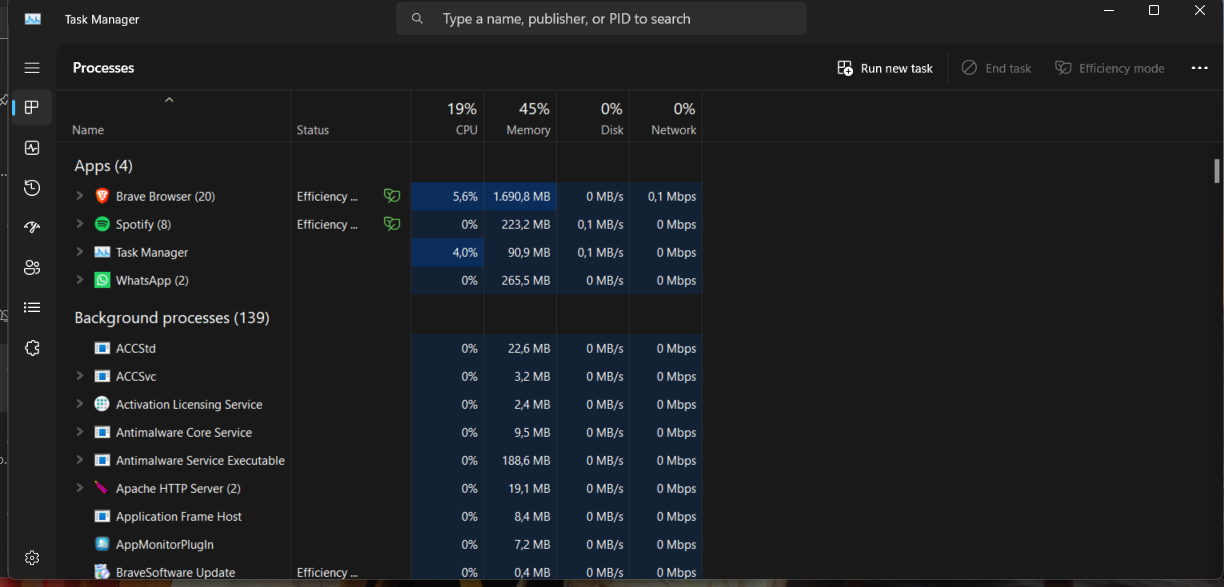 Task Manager
Type a name, publisher, or PID to search
Processes
Run new task
End task
Efficiency mode
19% 45% 0% 0%
Name Status CPU Memory Disk Network
Apps (4)
Brave Browser (20) Efficiency ... 5,6% 1.690,8 MB 0 MB/s 0,1 Mbps
Spotify (8) Efficiency ... 0% 223,2 MB 0,1 MB/s 0 Mbps
Task Manager 4,0% 90,9 MB 0,1 MB/s 0 Mbps
WhatsApp (2) 0% 265,5 MB 0 MB/s 0 Mbps
Background processes (139)
ACCStd 0% 22,6 MB 0 MB/s 0 Mbps
ACCSvc 0% 3,2 MB 0 MB/s 0 Mbps
Activation Licensing Service 0% 2,4 MB 0 MB/s 0 Mbps
Antimalware Core Service 0% 9,5 MB 0 MB/s 0 Mbps
Antimalware Service Executable 0% 188,6 MB 0 MB/s 0 Mbps
Apache HTTP Server (2) 0% 19,1 MB 0 MB/s 0 Mbps
Application Frame Host 0% 8,4 MB 0 MB/s 0 Mbps
AppMonitorPlugIn 0% 7,2 MB 0 MB/s 0 Mbps
BraveSoftware Update Efficiency ... 0% 0,4 MB 0 MB/s 0 Mbps